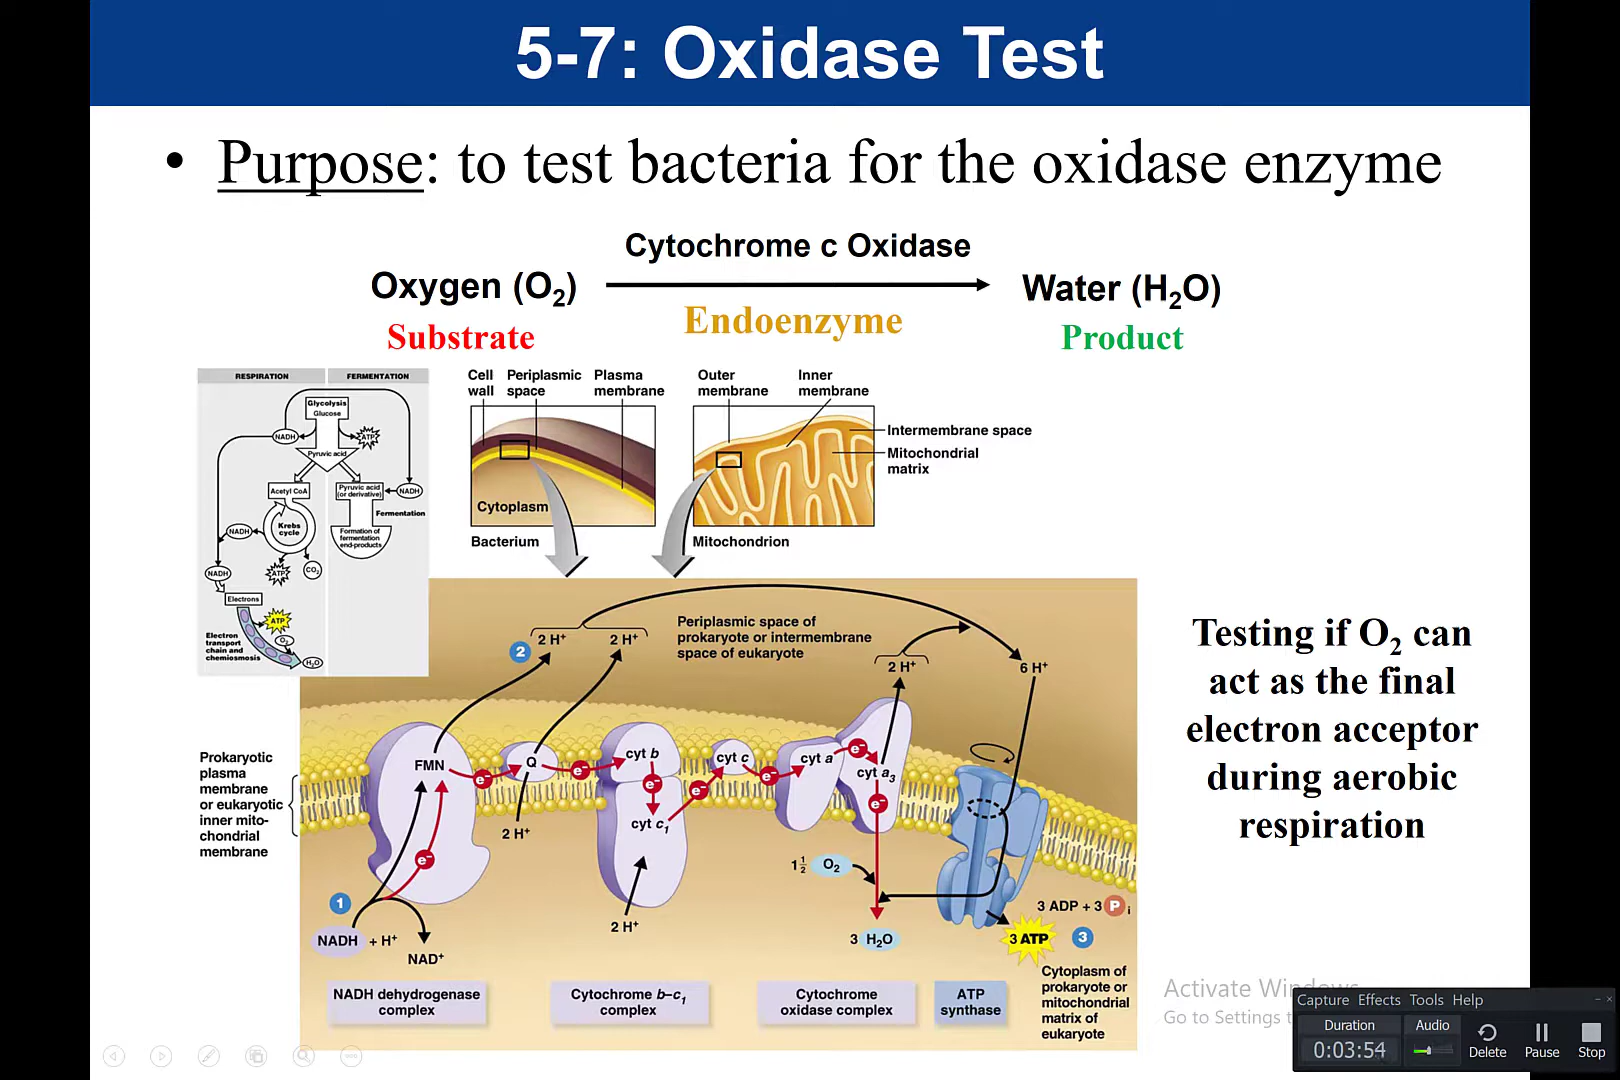 5-7: Oxidase Test
• Purpose: to test bacteria for the oxidase enzyme
Cytochrome c Oxidase
Oxygen (O₂)
Water (H₂O)
Substrate
Endoenzyme
Product
RESPIRATION
FERMENTATION
Glycolysis
Glucose
NADH
ATP
Pyruvic acid
Acetyl CoA
Pyruvic acid
(or derivative)
NADH
Fermentation
Krebs
cycle
NADH
Formation of
fermentation
end-products
NADH
ATP
CO₂
Electrons
ATP
Electron
transport
chain and
chemiosmosis
O₂
H₂O
Cell
wall
Periplasmic
space
Plasma
membrane
Cytoplasm
Bacterium
Outer
membrane
Inner
membrane
Intermembrane space
Mitochondrial
matrix
Mitochondrion
2
2 H⁺
2 H⁺
Periplasmic space of
prokaryote or intermembrane
space of eukaryote
2 H⁺
6 H⁺
Prokaryotic
plasma
membrane
or eukaryotic
inner mito-
chondrial
membrane
FMN
e⁻
Q
e⁻
cyt b
e⁻
cyt c₁
e⁻
cyt c
e⁻
cyt a
e⁻
cyt a₃
e⁻
2 H⁺
e⁻
1
NADH + H⁺
NAD⁺
2 H⁺
1½ O₂
3 H₂O
3 ADP + 3 P i
3 ATP
3
Cytoplasm of
prokaryote or
mitochondrial
matrix of
eukaryote
NADH dehydrogenase
complex
Cytochrome b–c₁
complex
Cytochrome
oxidase complex
ATP
synthase
Testing if O₂ can
act as the final
electron acceptor
during aerobic
respiration
Activate Windows
Go to Settings
Capture Effects Tools Help
Duration
0:03:54
Audio
Delete
Pause
Stop